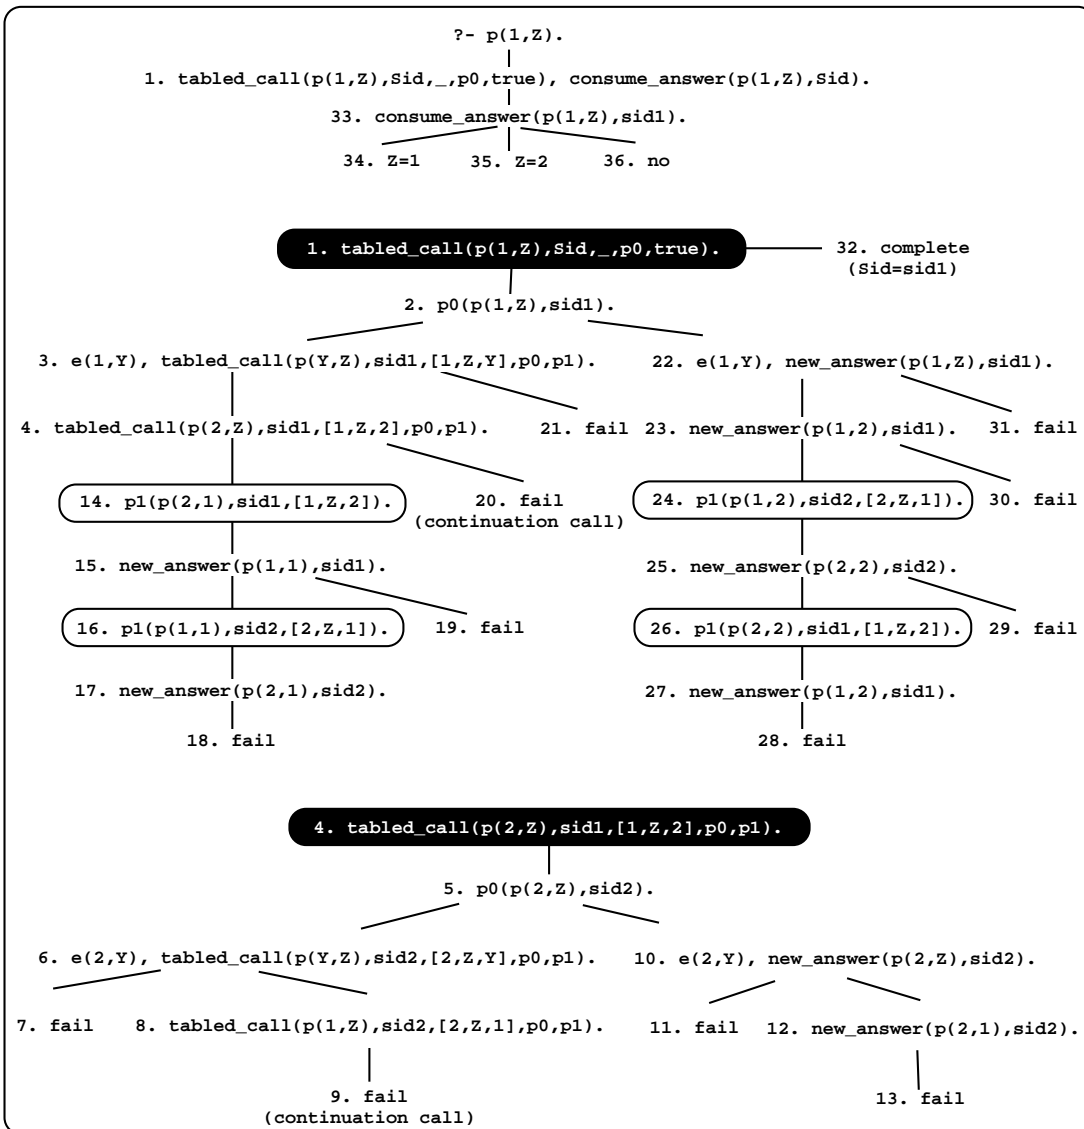 ?- p(1,Z).
1. tabled_call(p(1,Z),Sid,_,p0,true), consume_answer(p(1,Z),Sid).
33. consume_answer(p(1,Z),sid1).
34. Z=1
35. Z=2
36. no
1. tabled_call(p(1,Z),Sid,_,p0,true).
32. complete
(Sid=sid1)
2. p0(p(1,Z),sid1).
3. e(1,Y), tabled_call(p(Y,Z),sid1,[1,Z,Y],p0,p1).
22. e(1,Y), new_answer(p(1,Z),sid1).
4. tabled_call(p(2,Z),sid1,[1,Z,2],p0,p1).
21. fail
23. new_answer(p(1,2),sid1).
31. fail
14. p1(p(2,1),sid1,[1,Z,2]).
20. fail
(continuation call)
24. p1(p(1,2),sid2,[2,Z,1]).
30. fail
15. new_answer(p(1,1),sid1).
25. new_answer(p(2,2),sid2).
16. p1(p(1,1),sid2,[2,Z,1]).
19. fail
26. p1(p(2,2),sid1,[1,Z,2]).
29. fail
17. new_answer(p(2,1),sid2).
27. new_answer(p(1,2),sid1).
18. fail
28. fail
4. tabled_call(p(2,Z),sid1,[1,Z,2],p0,p1).
5. p0(p(2,Z),sid2).
6. e(2,Y), tabled_call(p(Y,Z),sid2,[2,Z,Y],p0,p1).
10. e(2,Y), new_answer(p(2,Z),sid2).
7. fail
8. tabled_call(p(1,Z),sid2,[2,Z,1],p0,p1).
11. fail
12. new_answer(p(2,1),sid2).
9. fail
(continuation call)
13. fail